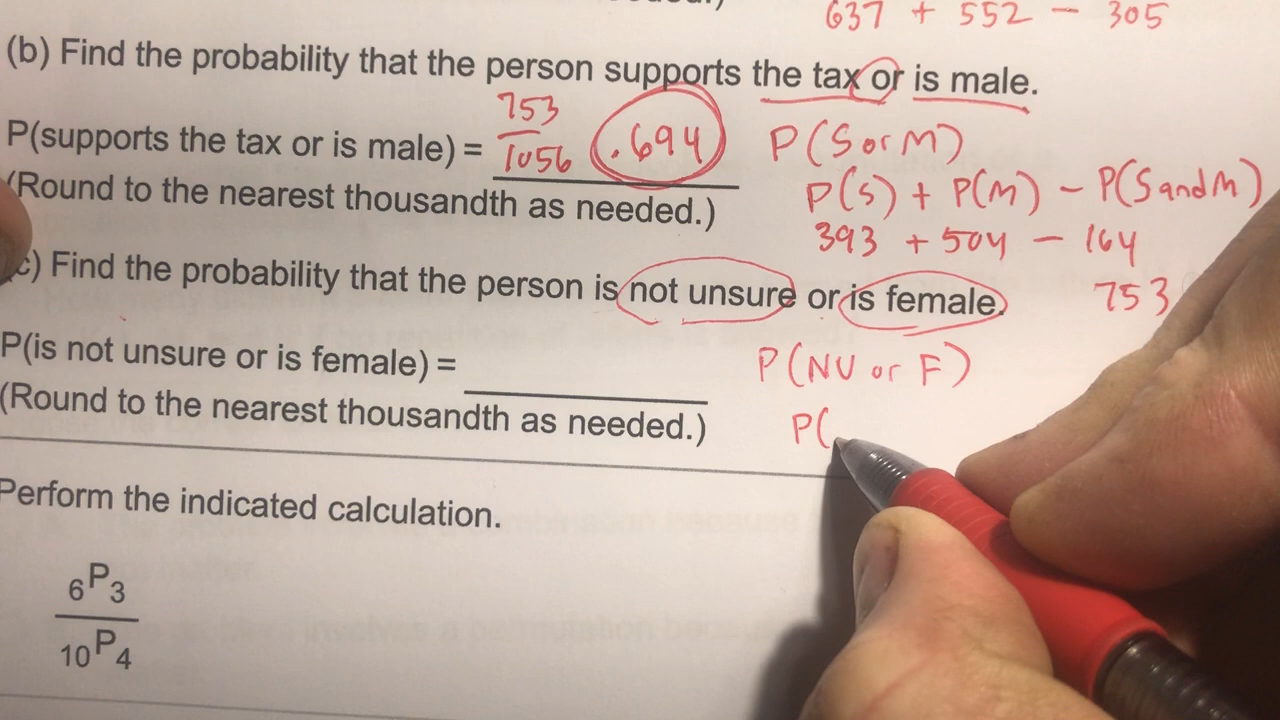 637 + 552 - 305
(b) Find the probability that the person supports the tax or is male.
753
P(supports the tax or is male) = 1056 .694 P(S or M)
(Round to the nearest thousandth as needed.) P(S) + P(M) - P(S and M)
393 + 504 - 164
c) Find the probability that the person is not unsure or is female. 753
P(is not unsure or is female) = P(NU or F)
(Round to the nearest thousandth as needed.) P(
Perform the indicated calculation.
6P3
10P4